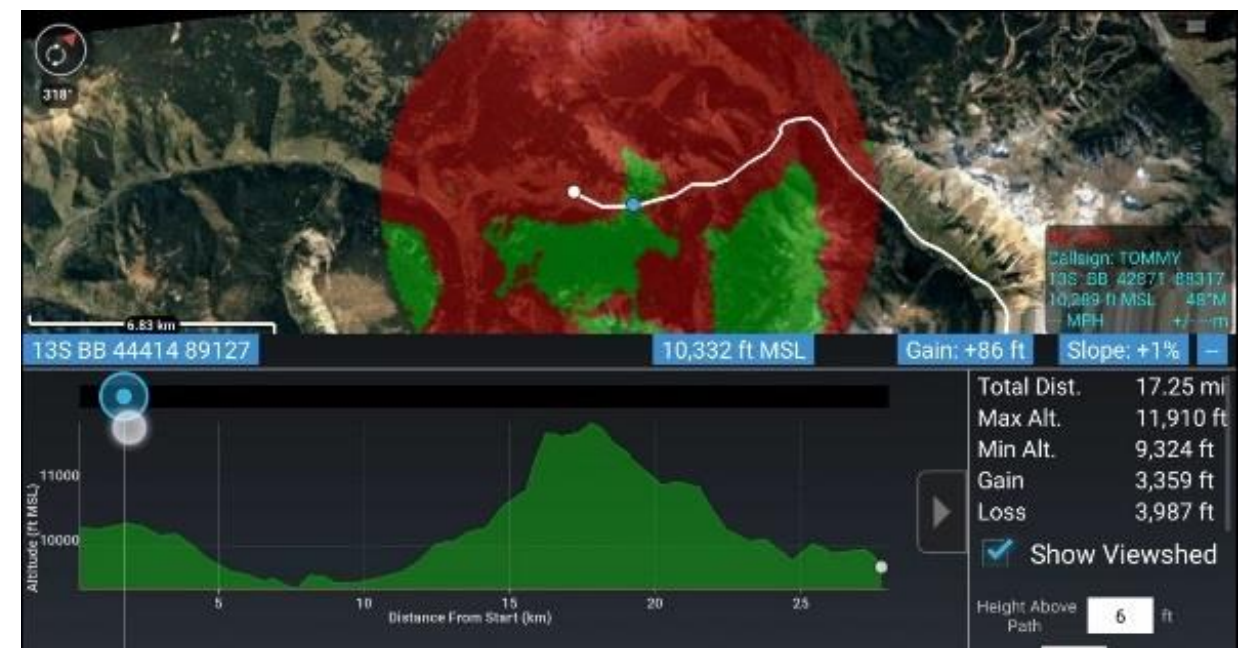 318°
6.83 km
Callsign: TOMMY
13S BB 42871 88317
10,289 ft MSL 48°M
-- MPH +/- ---m
13S BB 44414 89127
10,332 ft MSL
Gain: +86 ft
Slope: +1%
--
Total Dist. 17.25 mi
Max Alt. 11,910 ft
Min Alt. 9,324 ft
Gain 3,359 ft
Loss 3,987 ft
Show Viewshed
Height Above
Path 6 ft
Altitude (ft MSL)
11000
10000
5 10 15 20 25
Distance From Start (km)